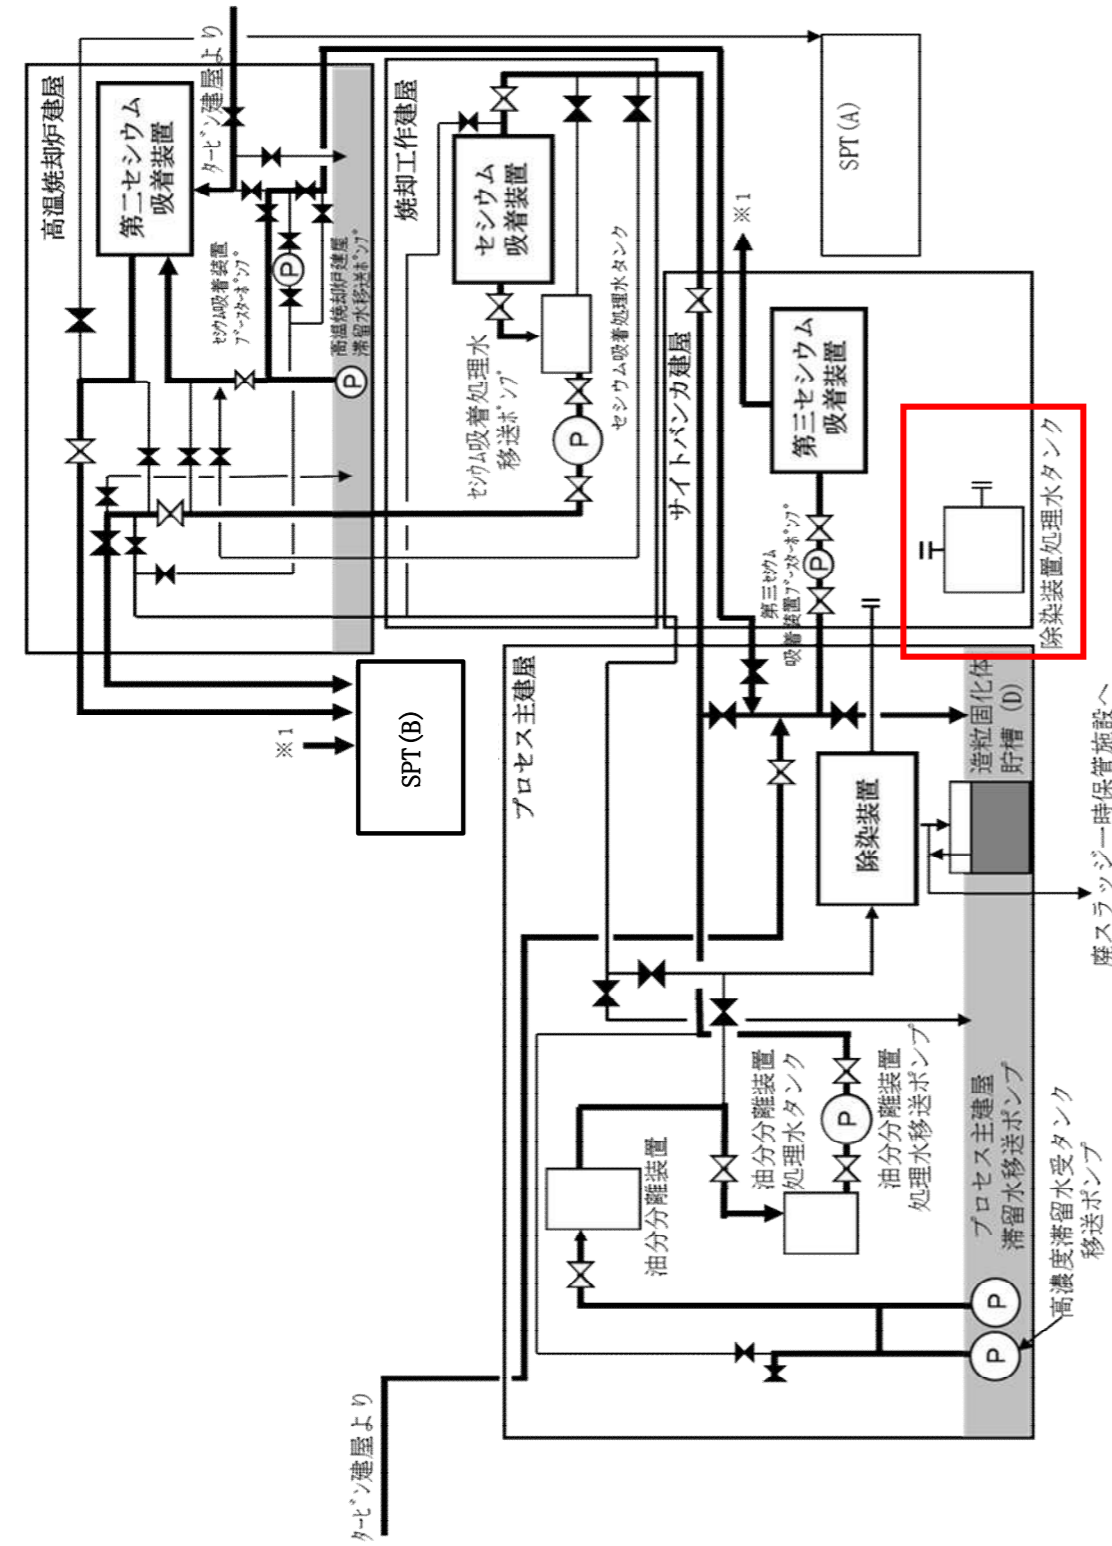 タービン建屋より
高温焼却炉建屋
第二セシウム
吸着装置
セシウム吸着装置
ブースターポンプ
高温焼却炉建屋
滞留水移送ポンプ
P
P
焼却工作建屋
セシウム
吸着装置
セシウム吸着処理水
移送ポンプ
P
セシウム吸着処理水タンク
SPT(A)
※1
サイトバンカ建屋
第三セシウム
吸着装置
第三セシウム
吸着装置ブースターポンプ
P
除染装置処理水タンク
※1
SPT(B)
プロセス主建屋
造粒固化体
貯槽 (D)
除染装置
廃スラッジ一時保管施設へ
油分分離装置
油分分離装置
処理水タンク
油分分離装置
処理水移送ポンプ
P
プロセス主建屋
滞留水移送ポンプ
P
P
高濃度滞留水受タンク
移送ポンプ
タービン建屋より